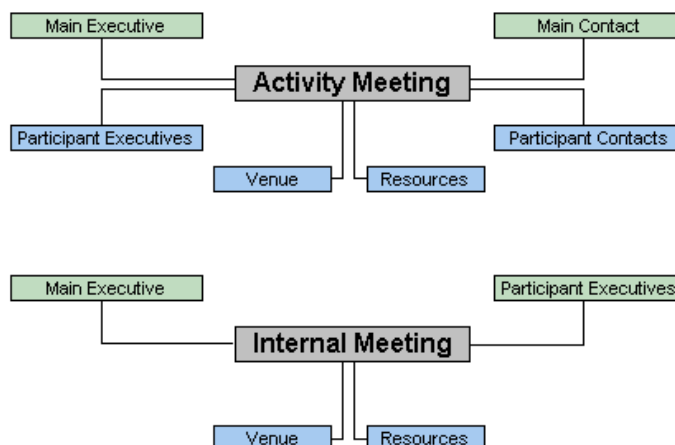 Main Executive
Main Contact
Activity Meeting
Participant Executives
Participant Contacts
Venue
Resources
Main Executive
Participant Executives
Internal Meeting
Venue
Resources